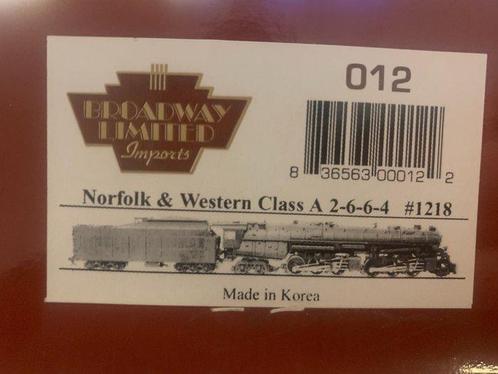 BROADWAY
LIMITED
Imports
012
8 36563 00012 2
Norfolk & Western Class A 2-6-6-4 #1218
Made in Korea